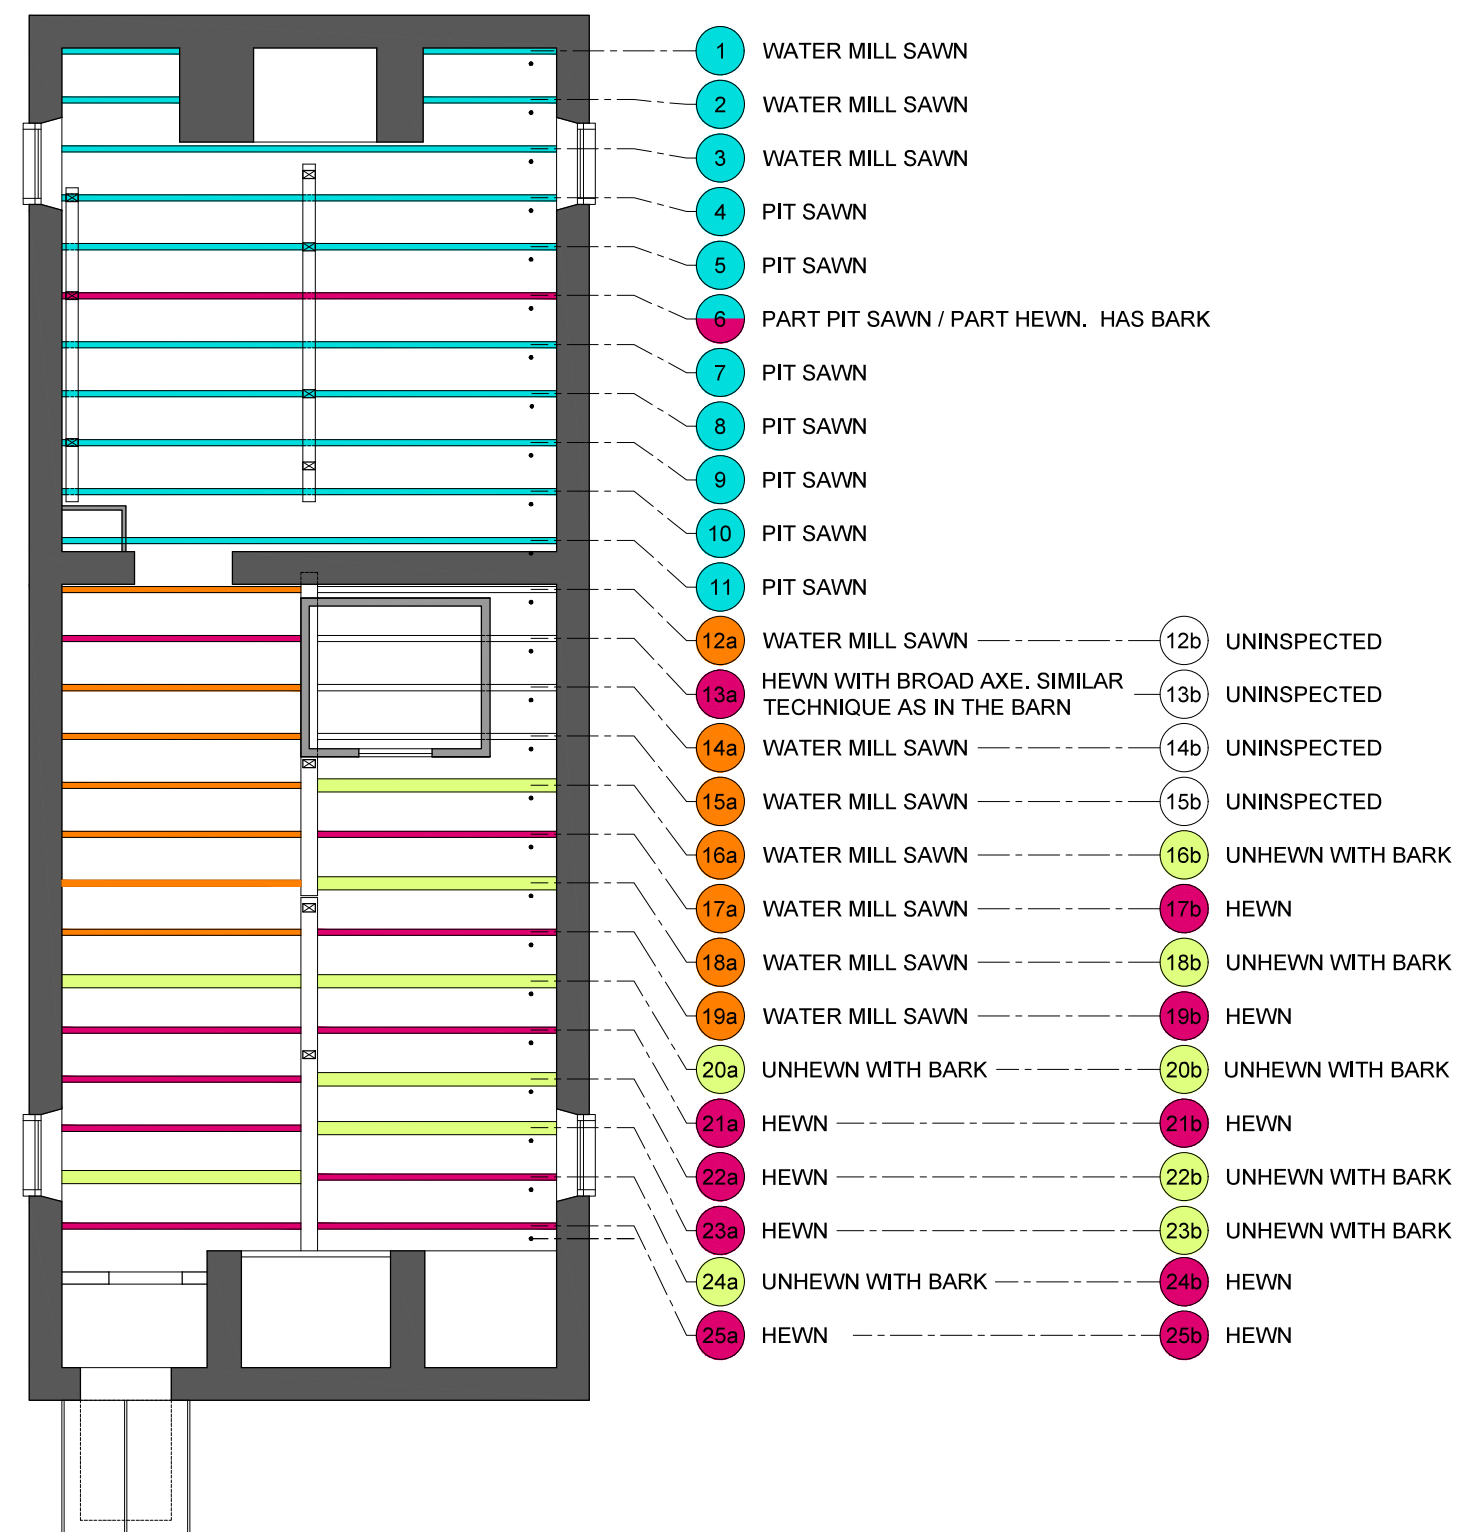 1 WATER MILL SAWN
2 WATER MILL SAWN
3 WATER MILL SAWN
4 PIT SAWN
5 PIT SAWN
6 PART PIT SAWN / PART HEWN. HAS BARK
7 PIT SAWN
8 PIT SAWN
9 PIT SAWN
10 PIT SAWN
11 PIT SAWN
12a WATER MILL SAWN 12b UNINSPECTED
13a HEWN WITH BROAD AXE. SIMILAR
TECHNIQUE AS IN THE BARN 13b UNINSPECTED
14a WATER MILL SAWN 14b UNINSPECTED
15a WATER MILL SAWN 15b UNINSPECTED
16a WATER MILL SAWN 16b UNHEWN WITH BARK
17a WATER MILL SAWN 17b HEWN
18a WATER MILL SAWN 18b UNHEWN WITH BARK
19a WATER MILL SAWN 19b HEWN
20a UNHEWN WITH BARK 20b UNHEWN WITH BARK
21a HEWN 21b HEWN
22a HEWN 22b UNHEWN WITH BARK
23a HEWN 23b UNHEWN WITH BARK
24a UNHEWN WITH BARK 24b HEWN
25a HEWN 25b HEWN